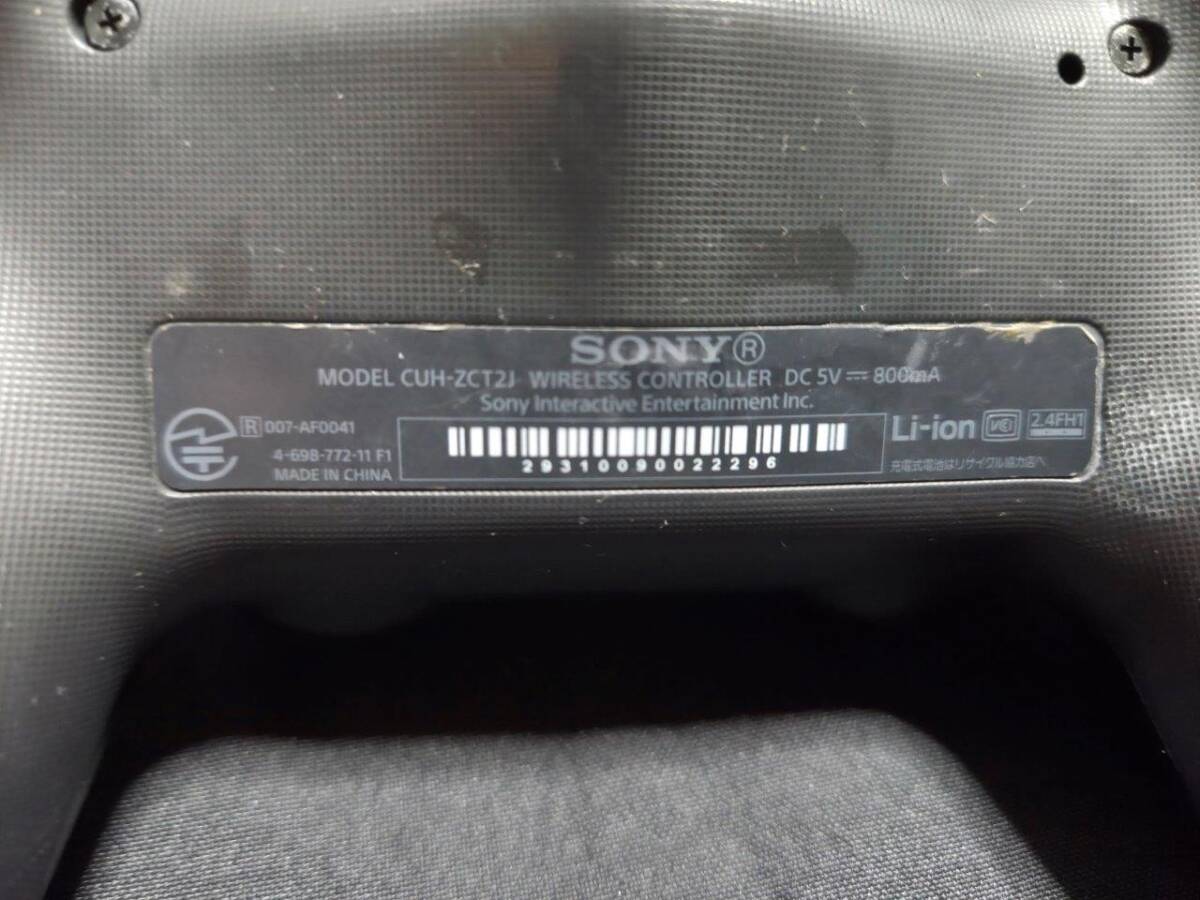 SONY®
MODEL CUH-ZCT2J WIRELESS CONTROLLER DC 5V ⎓ 800mA
Sony Interactive Entertainment Inc.
R 007-AF0041
4-698-772-11 F1
MADE IN CHINA
29310090022296
Li-ion VCCI 2.4FH1
充電式電池はリサイクル協力店へ